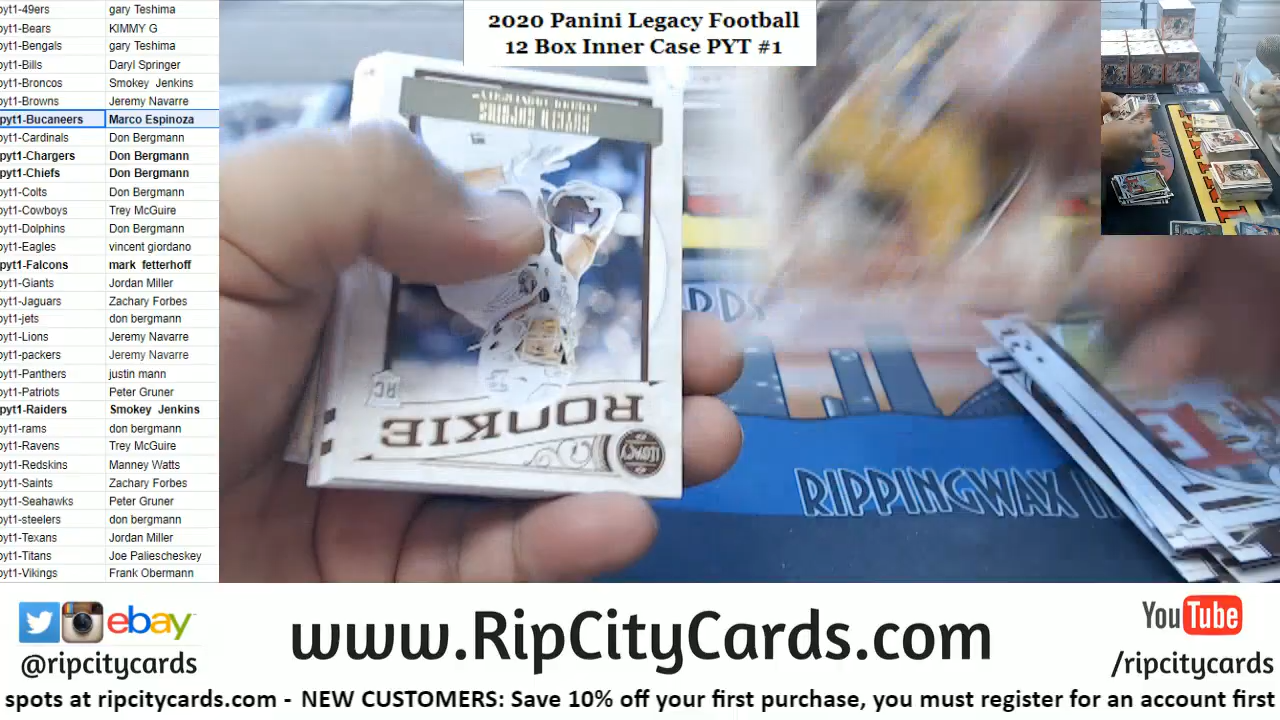 pyt1-49ers gary Teshima
pyt1-Bears KIMMY G
pyt1-Bengals gary Teshima
pyt1-Bills Daryl Springer
pyt1-Broncos Smokey Jenkins
pyt1-Browns Jeremy Navarre
pyt1-Bucaneers Marco Espinoza
pyt1-Cardinals Don Bergmann
pyt1-Chargers Don Bergmann
pyt1-Chiefs Don Bergmann
pyt1-Colts Don Bergmann
pyt1-Cowboys Trey McGuire
pyt1-Dolphins Don Bergmann
pyt1-Eagles vincent giordano
pyt1-Falcons mark fetterhoff
pyt1-Giants Jordan Miller
pyt1-Jaguars Zachary Forbes
pyt1-jets don bergmann
pyt1-Lions Jeremy Navarre
pyt1-packers Jeremy Navarre
pyt1-Panthers justin mann
pyt1-Patriots Peter Gruner
pyt1-Raiders Smokey Jenkins
pyt1-rams don bergmann
pyt1-Ravens Trey McGuire
pyt1-Redskins Manney Watts
pyt1-Saints Zachary Forbes
pyt1-Seahawks Peter Gruner
pyt1-steelers don bergmann
pyt1-Texans Jordan Miller
pyt1-Titans Joe Paliescheskey
pyt1-Vikings Frank Obermann
2020 Panini Legacy Football
12 Box Inner Case PYT #1
ROOKIE
RC
LEGACY
RIPPINGWAX
ebay
@ripcitycards
www.RipCityCards.com
YouTube
/ripcitycards
spots at ripcitycards.com - NEW CUSTOMERS: Save 10% off your first purchase, you must register for an account first